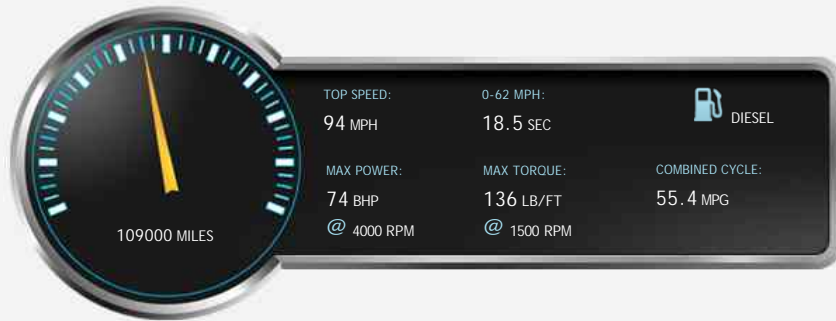 109000 MILES
TOP SPEED:
94 MPH
0-62 MPH:
18.5 SEC
DIESEL
MAX POWER:
74 BHP
@ 4000 RPM
MAX TORQUE:
136 LB/FT
@ 1500 RPM
COMBINED CYCLE:
55.4 MPG